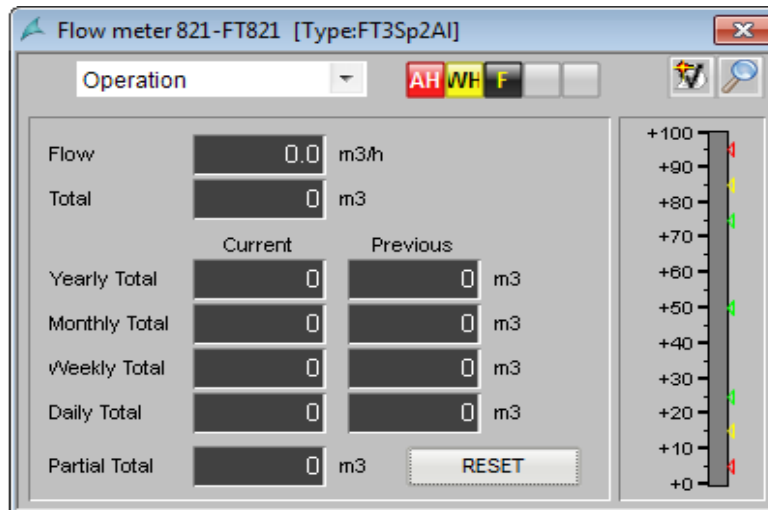 Flow meter 821-FT821 [Type:FT3Sp2AI]
Operation
AH WH F
Flow 0.0 m3/h
Total 0 m3
Current Previous
Yearly Total 0 0 m3
Monthly Total 0 0 m3
Weekly Total 0 0 m3
Daily Total 0 0 m3
Partial Total 0 m3 RESET
+100
+90
+80
+70
+60
+50
+40
+30
+20
+10
+0